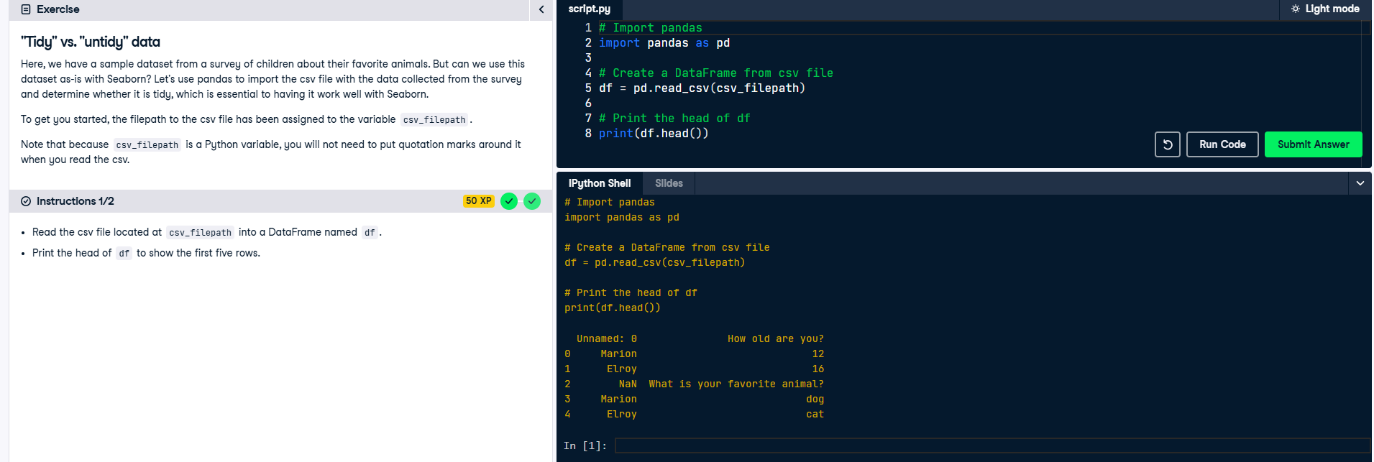 Exercise
"Tidy" vs. "untidy" data
Here, we have a sample dataset from a survey of children about their favorite animals. But can we use this
dataset as-is with Seaborn? Let's use pandas to import the csv file with the data collected from the survey
and determine whether it is tidy, which is essential to having it work well with Seaborn.
To get you started, the filepath to the csv file has been assigned to the variable csv_filepath .
Note that because csv_filepath is a Python variable, you will not need to put quotation marks around it
when you read the csv.
Instructions 1/2
50 XP
• Read the csv file located at csv_filepath into a DataFrame named df .
• Print the head of df to show the first five rows.
script.py
Light mode
1 # Import pandas
2 import pandas as pd
3
4 # Create a DataFrame from csv file
5 df = pd.read_csv(csv_filepath)
6
7 # Print the head of df
8 print(df.head())
Run Code
Submit Answer
IPython Shell
Slides
# Import pandas
import pandas as pd
# Create a DataFrame from csv file
df = pd.read_csv(csv_filepath)
# Print the head of df
print(df.head())
Unnamed: 0 How old are you?
0 Marion 12
1 Elroy 16
2 NaN What is your favorite animal?
3 Marion dog
4 Elroy cat
In [1]: